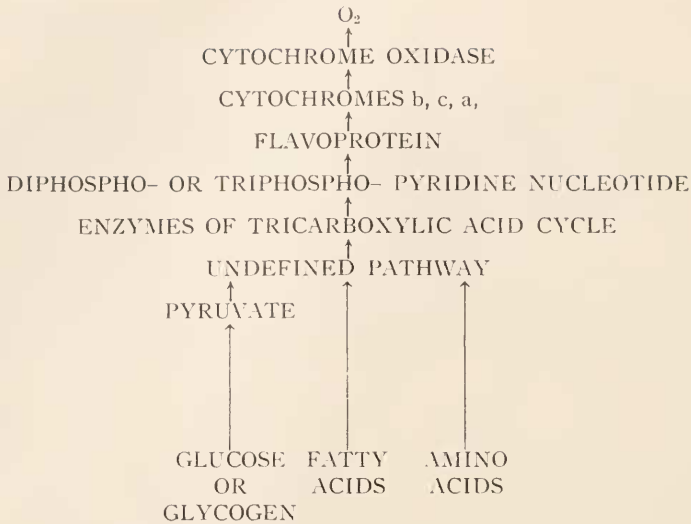 O₂
CYTOCHROME OXIDASE
CYTOCHROMES b, c, a,
FLAVOPROTEIN
DIPHOSPHO- OR TRIPHOSPHO- PYRIDINE NUCLEOTIDE
ENZYMES OF TRICARBOXYLIC ACID CYCLE
UNDEFINED PATHWAY
PYRUVATE
GLUCOSE FATTY AMINO
OR ACIDS ACIDS
GLYCOGEN